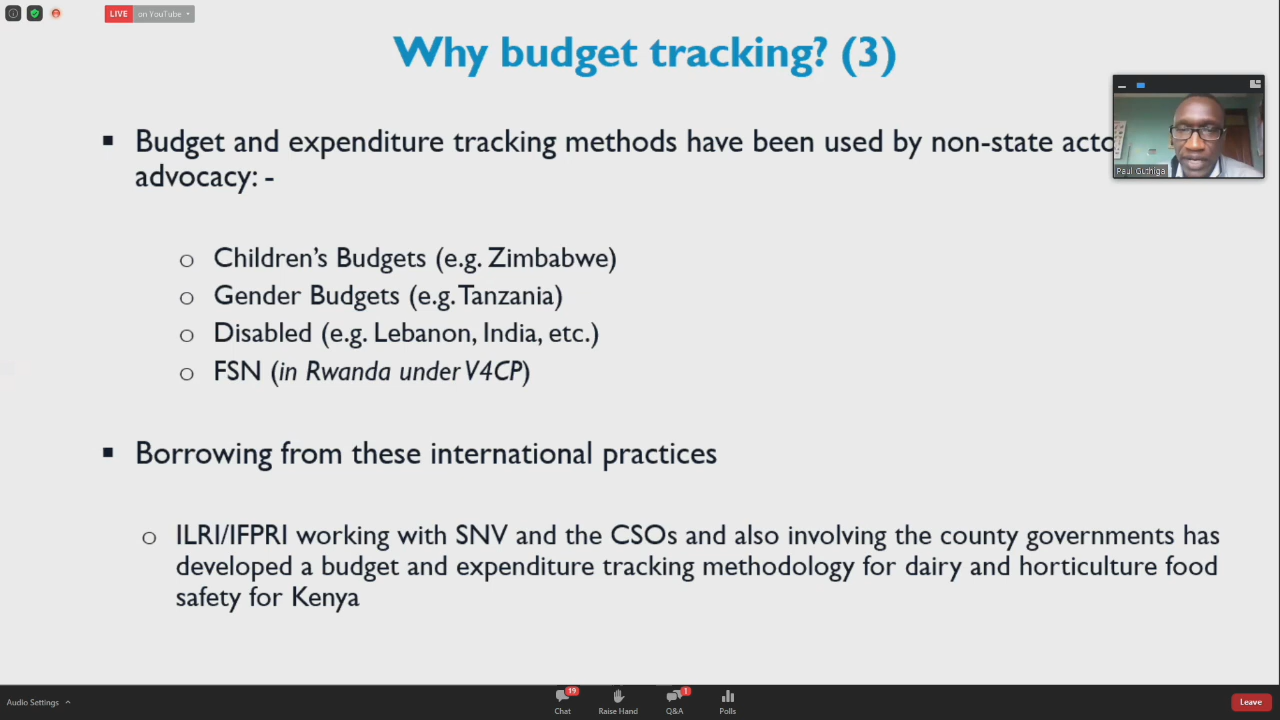 LIVE on YouTube
Why budget tracking? (3)
Budget and expenditure tracking methods have been used by non-state
advocacy: -
Paul Guthiga
Children's Budgets (e.g. Zimbabwe)
Gender Budgets (e.g. Tanzania)
Disabled (e.g. Lebanon, India, etc.)
FSN (in Rwanda under V4CP)
Borrowing from these international practices
ILRI/IFPRI working with SNV and the CSOs and also involving the county governments has
developed a budget and expenditure tracking methodology for dairy and horticulture food
safety for Kenya
Audio Settings
19
Chat
Raise Hand
1
Q&A
Polls
Leave